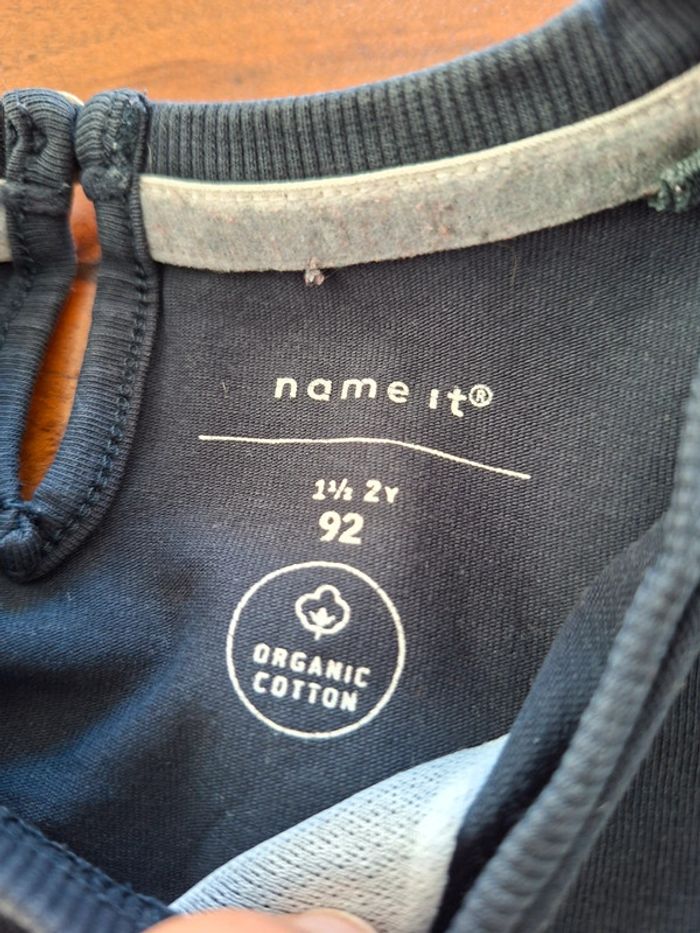 name it®
1½ 2Y
92
ORGANIC
COTTON